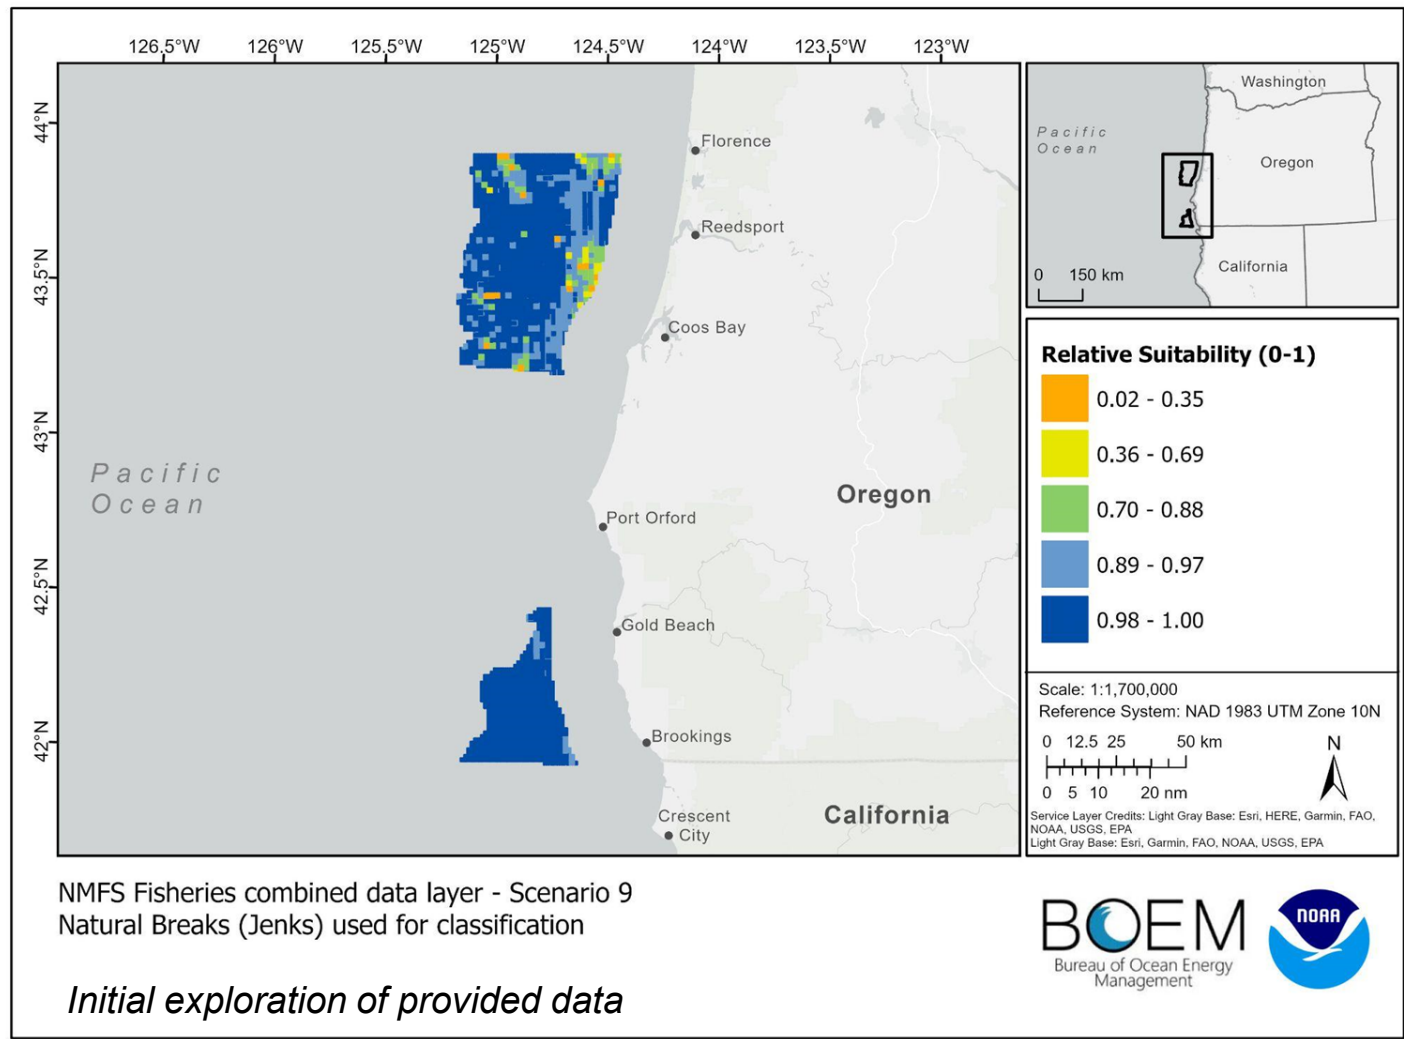 126.5°W 126°W 125.5°W 125°W 124.5°W 124°W 123.5°W 123°W
44°N
43.5°N
43°N
42.5°N
42°N
Florence
Reedsport
Coos Bay
Pacific
Ocean
Oregon
Port Orford
Gold Beach
Brookings
Crescent
City
California
Washington
Pacific
Ocean
Oregon
California
0 150 km
Relative Suitability (0-1)
0.02 - 0.35
0.36 - 0.69
0.70 - 0.88
0.89 - 0.97
0.98 - 1.00
Scale: 1:1,700,000
Reference System: NAD 1983 UTM Zone 10N
0 12.5 25 50 km
0 5 10 20 nm
N
Service Layer Credits: Light Gray Base: Esri, HERE, Garmin, FAO,
NOAA, USGS, EPA
Light Gray Base: Esri, Garmin, FAO, NOAA, USGS, EPA
NMFS Fisheries combined data layer - Scenario 9
Natural Breaks (Jenks) used for classification
Initial exploration of provided data
BOEM
Bureau of Ocean Energy
Management
NOAA